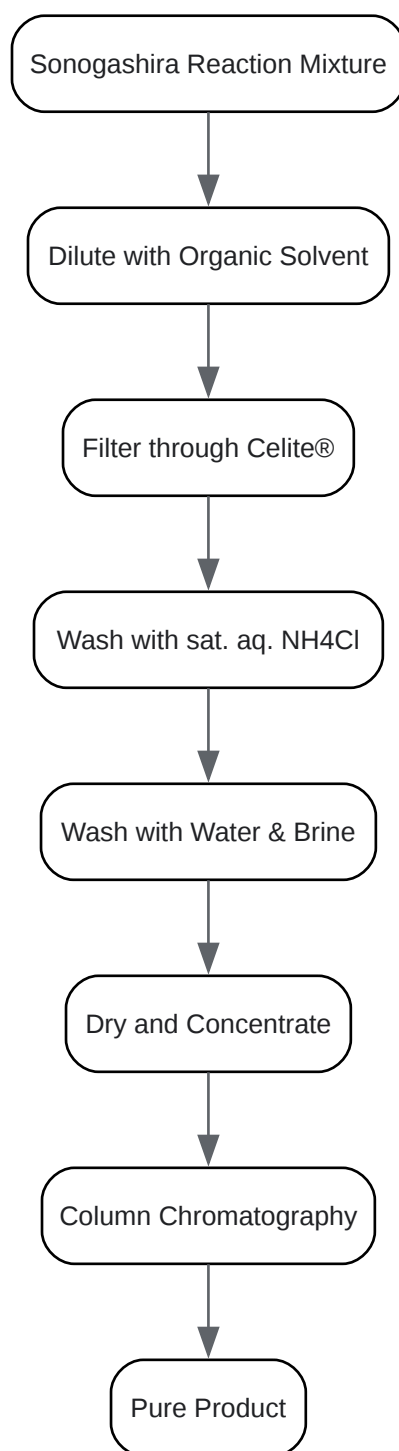 Sonogashira Reaction Mixture
Dilute with Organic Solvent
Filter through Celite®
Wash with sat. aq. NH4Cl
Wash with Water & Brine
Dry and Concentrate
Column Chromatography
Pure Product